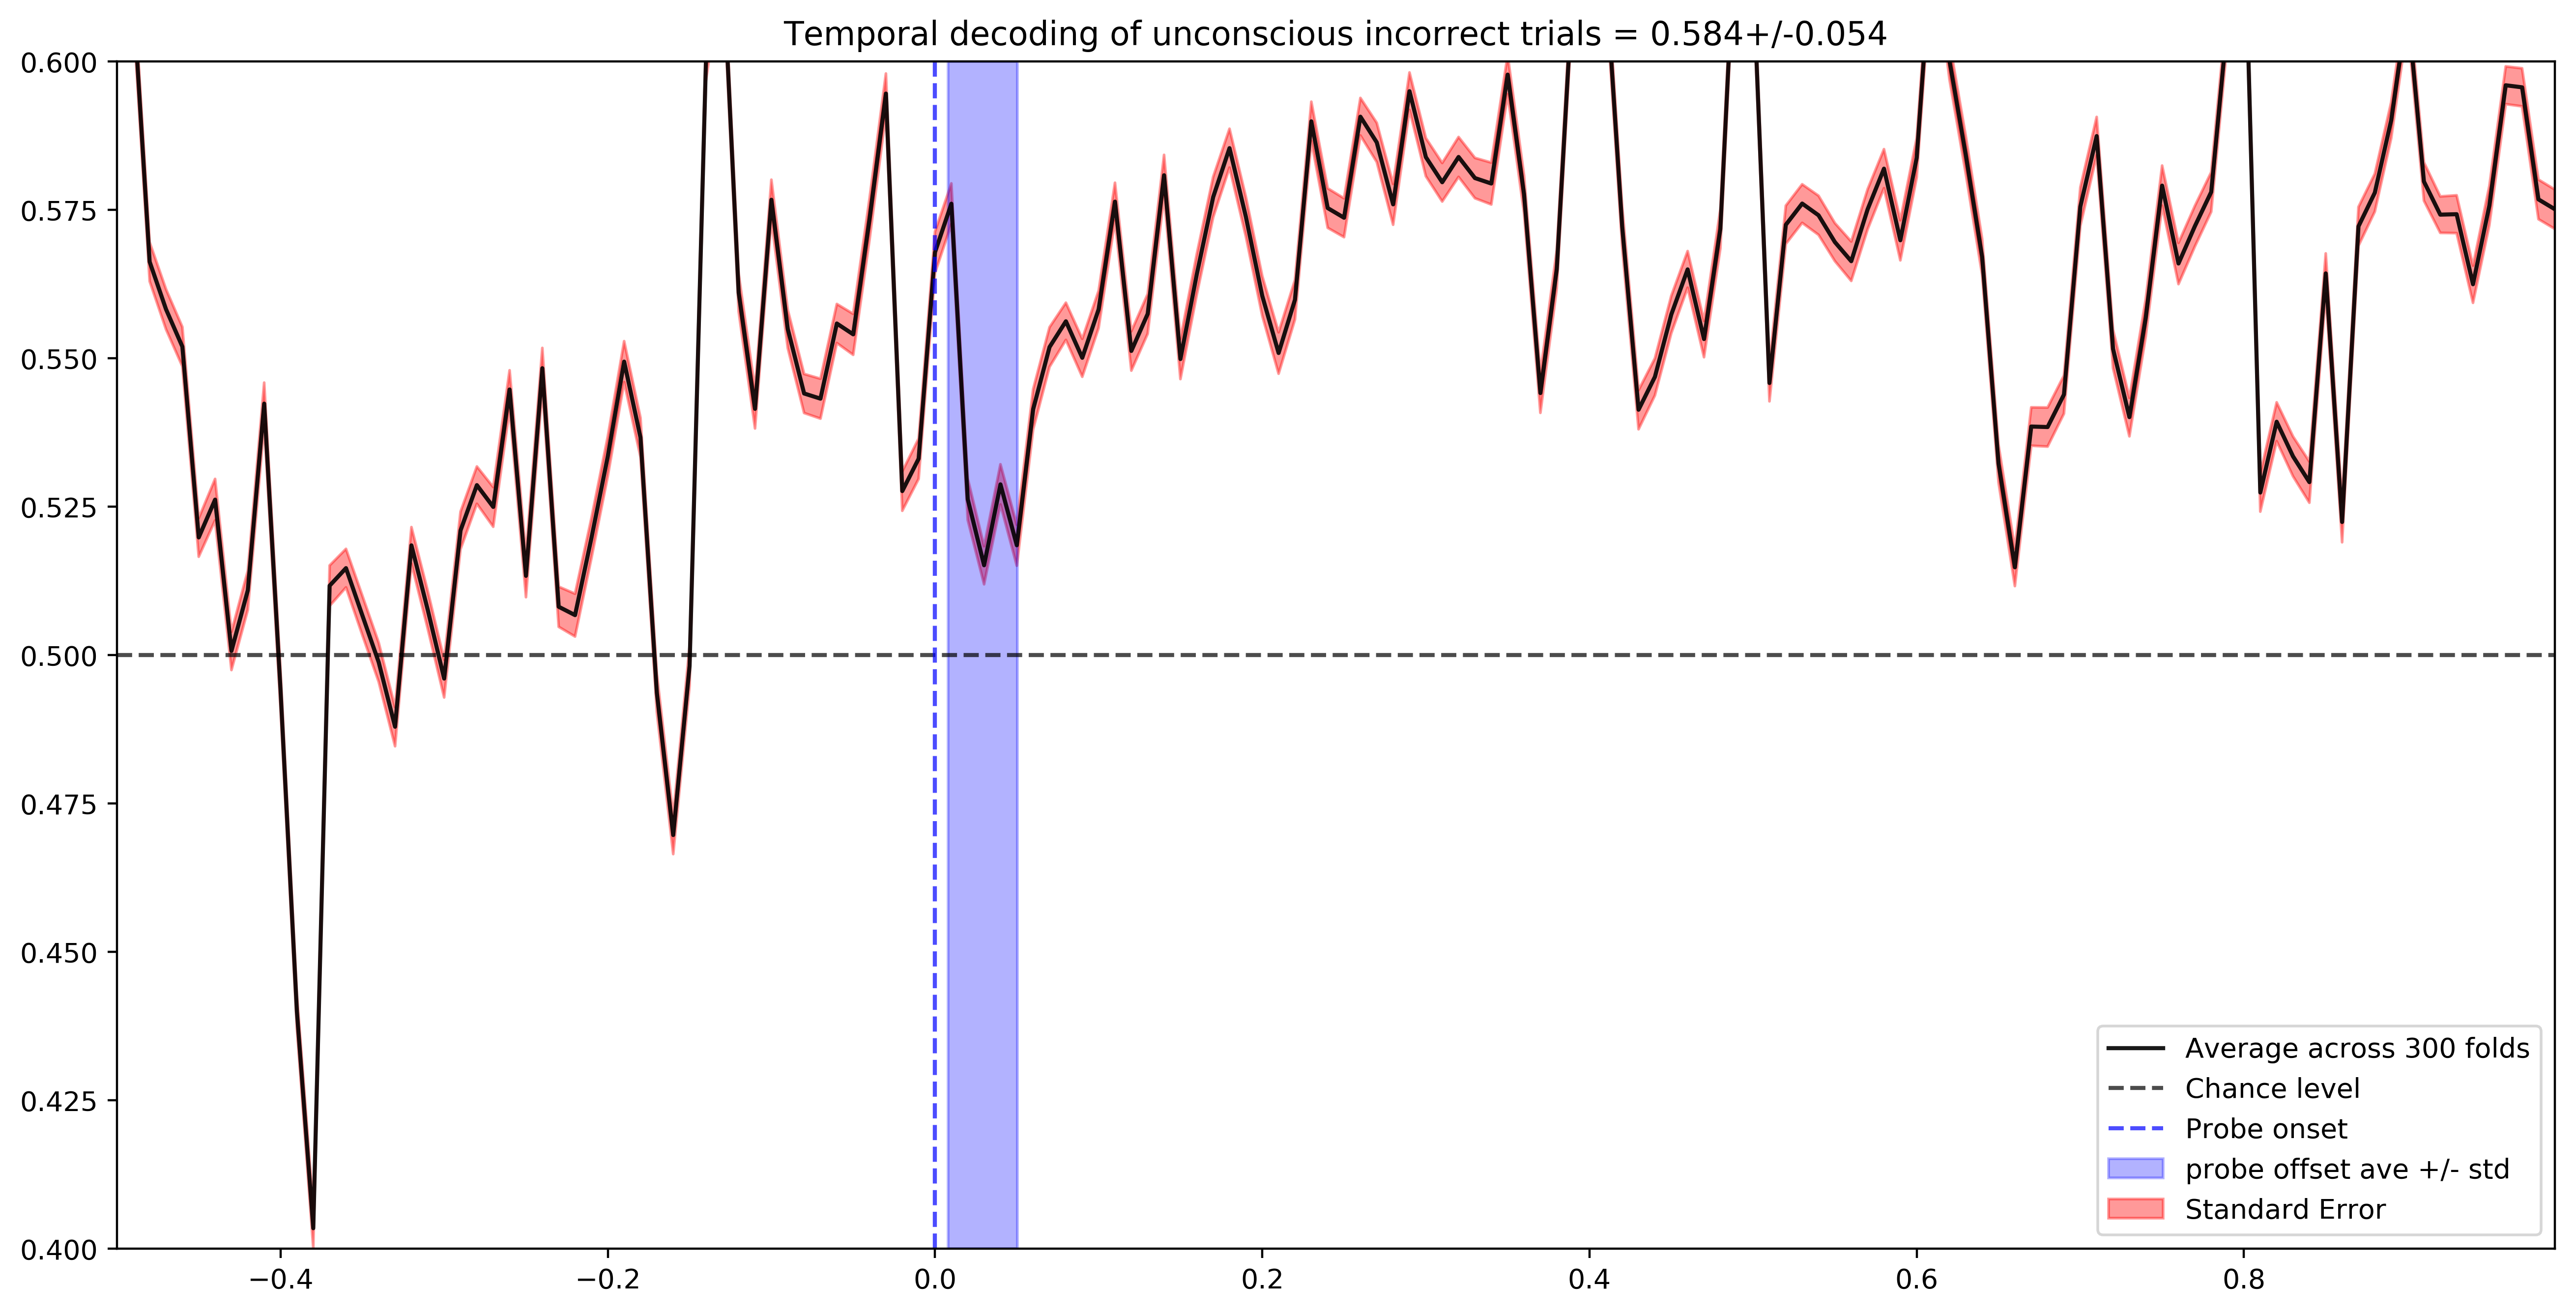 Temporal decoding of unconscious incorrect trials = 0.584+/-0.054
0.600
0.575
0.550
0.525
0.500
0.475
0.450
0.425
0.400
−0.4
−0.2
0.0
0.2
0.4
0.6
0.8
Average across 300 folds
Chance level
Probe onset
probe offset ave +/- std
Standard Error